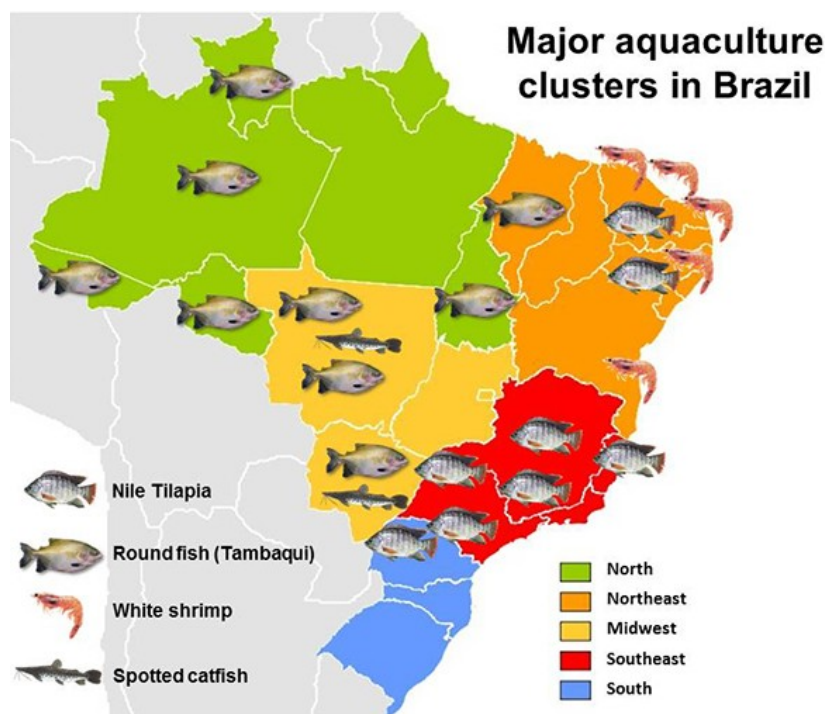 Major aquaculture
clusters in Brazil
Nile Tilapia
Round fish (Tambaqui)
White shrimp
Spotted catfish
North
Northeast
Midwest
Southeast
South